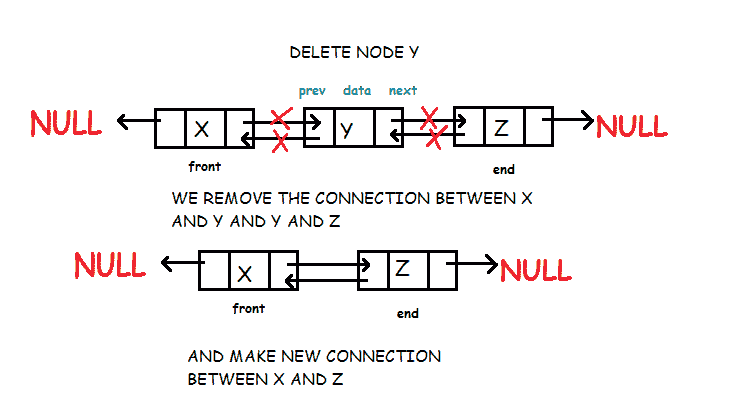 DELETE NODE Y
prev data next
NULL X y Z NULL
front
end
WE REMOVE THE CONNECTION BETWEEN X
AND Y AND Y AND Z
NULL X Z NULL
front
end
AND MAKE NEW CONNECTION
BETWEEN X AND Z